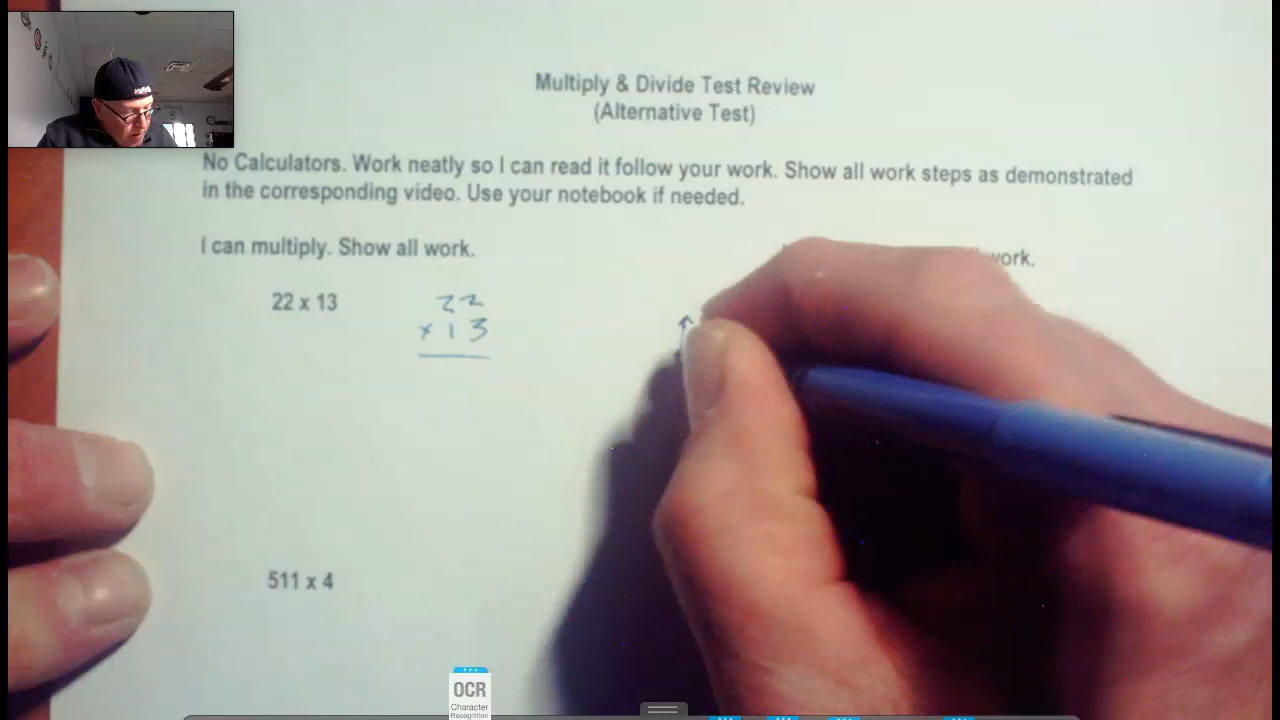 Multiply & Divide Test Review
(Alternative Test)
No Calculators. Work neatly so I can read it follow your work. Show all work steps as demonstrated
in the corresponding video. Use your notebook if needed.
I can multiply. Show all work.
work.
22 x 13
22
x 13
511 x 4
OCR
Character
Recognition